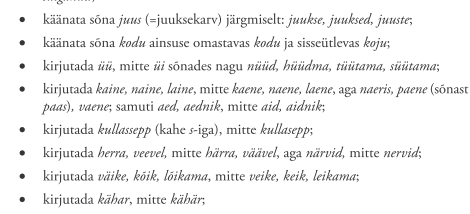 • käänata sõna juus (=juuksekarv) järgmiselt: juukse, juuksed, juuste;
• käänata sõna kodu ainsuse omastavas kodu ja sisseütlevas koju;
• kirjutada üü, mitte üi sõnades nagu nüüd, hüüdma, tüütama, süütama;
• kirjutada kaine, naine, laine, mitte kaene, naene, laene, aga naeris, paene (sõnast
paas), vaene; samuti aed, aednik, mitte aid, aidnik;
• kirjutada kullassepp (kahe s-iga), mitte kullasepp;
• kirjutada herra, veevel, mitte härra, väävel, aga närvid, mitte nervid;
• kirjutada väike, kõik, lõikama, mitte veike, keik, leikama;
• kirjutada kähar, mitte kähär;